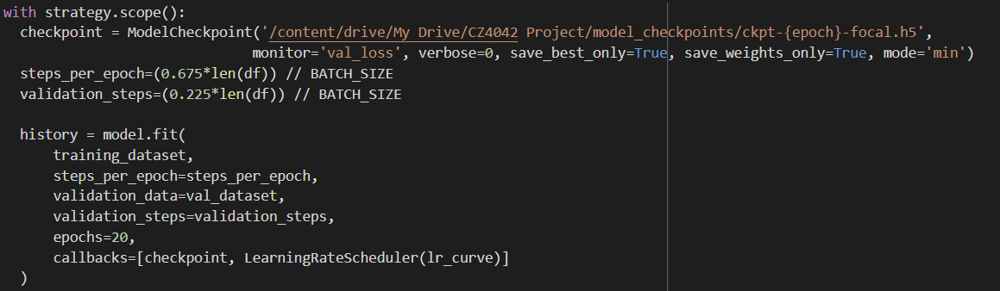 with strategy.scope():
  checkpoint = ModelCheckpoint('/content/drive/My Drive/CZ4042 Project/model_checkpoints/ckpt-{epoch}-focal.h5',
                              monitor='val_loss', verbose=0, save_best_only=True, save_weights_only=True, mode='min')
  steps_per_epoch=(0.675*len(df)) // BATCH_SIZE
  validation_steps=(0.225*len(df)) // BATCH_SIZE

  history = model.fit(
      training_dataset,
      steps_per_epoch=steps_per_epoch,
      validation_data=val_dataset,
      validation_steps=validation_steps,
      epochs=20,
      callbacks=[checkpoint, LearningRateScheduler(lr_curve)]
  )